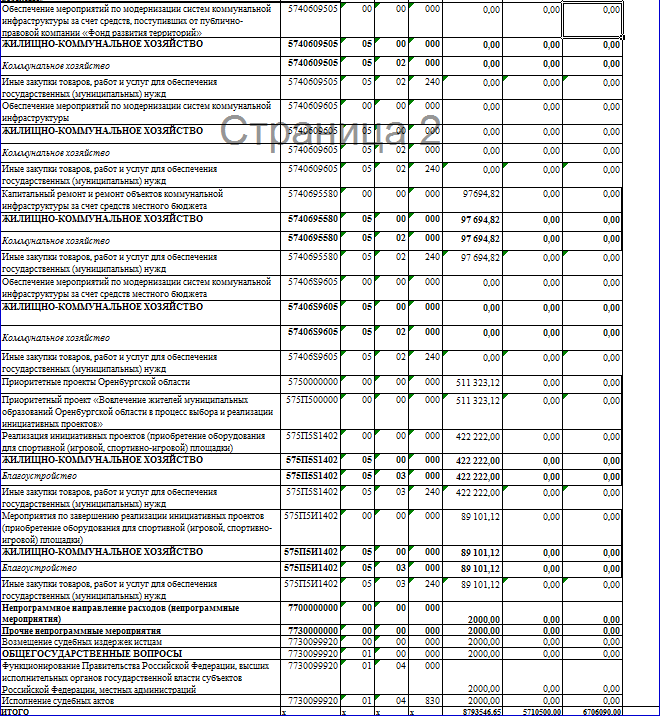 Обеспечение мероприятий по модернизации систем коммунальной 5740609505 00 00 000 0,00 0,00 0,00
инфраструктуры за счет средств, поступивших от публично-
правовой компании «Фонд развития территорий»
ЖИЛИЩНО-КОММУНАЛЬНОЕ ХОЗЯЙСТВО 5740609505 05 00 000 0,00 0,00 0,00
Коммунальное хозяйство 5740609505 05 02 000 0,00 0,00 0,00
Иные закупки товаров, работ и услуг для обеспечения 5740609505 05 02 240 0,00 0,00 0,00
государственных (муниципальных) нужд
Обеспечение мероприятий по модернизации систем коммунальной 5740609605 00 00 000 0,00 0,00 0,00
инфраструктуры
Страница 2
ЖИЛИЩНО-КОММУНАЛЬНОЕ ХОЗЯЙСТВО 5740609605 05 00 000 0,00 0,00 0,00
Коммунальное хозяйство 5740609605 05 02 000 0,00 0,00 0,00
Иные закупки товаров, работ и услуг для обеспечения 5740609605 05 02 240 0,00 0,00 0,00
государственных (муниципальных) нужд
Капитальный ремонт и ремонт объектов коммунальной 5740695580 00 00 000 97694,82 0,00 0,00
инфраструктуры за счет средств местного бюджета
ЖИЛИЩНО-КОММУНАЛЬНОЕ ХОЗЯЙСТВО 5740695580 05 00 000 97 694,82 0,00 0,00
Коммунальное хозяйство 5740695580 05 02 000 97 694,82 0,00 0,00
Иные закупки товаров, работ и услуг для обеспечения 5740695580 05 02 240 97 694,82 0,00 0,00
государственных (муниципальных) нужд
Обеспечение мероприятий по модернизации систем коммунальной 57406S9605 00 00 000 0,00 0,00 0,00
инфраструктуры за счет средств местного бюджета
ЖИЛИЩНО-КОММУНАЛЬНОЕ ХОЗЯЙСТВО 57406S9605 05 00 000 0,00 0,00 0,00
Коммунальное хозяйство 57406S9605 05 02 000 0,00 0,00 0,00
Иные закупки товаров, работ и услуг для обеспечения 57406S9605 05 02 240 0,00 0,00 0,00
государственных (муниципальных) нужд
Приоритетные проекты Оренбургской области 5750000000 00 00 000 511 323,12 0,00 0,00
Приоритетный проект «Вовлечение жителей муниципальных 575П500000 00 00 000 511 323,12 0,00 0,00
образований Оренбургской области в процесс выбора и реализации
инициативных проектов»
Реализация инициативных проектов (приобретение оборудования 575П5S1402 00 00 000 422 222,00 0,00 0,00
для спортивной (игровой, спортивно-игровой) площадки)
ЖИЛИЩНО-КОММУНАЛЬНОЕ ХОЗЯЙСТВО 575П5S1402 05 00 000 422 222,00 0,00 0,00
Благоустройство 575П5S1402 05 03 000 422 222,00 0,00 0,00
Иные закупки товаров, работ и услуг для обеспечения 575П5S1402 05 03 240 422 222,00 0,00 0,00
государственных (муниципальных) нужд
Мероприятия по завершению реализации инициативных проектов 575П5И1402 00 00 000 89 101,12 0,00 0,00
(приобретение оборудования для спортивной (игровой, спортивно-
игровой) площадки)
ЖИЛИЩНО-КОММУНАЛЬНОЕ ХОЗЯЙСТВО 575П5И1402 05 00 000 89 101,12 0,00 0,00
Благоустройство 575П5И1402 05 03 000 89 101,12 0,00 0,00
Иные закупки товаров, работ и услуг для обеспечения 575П5И1402 05 03 240 89 101,12 0,00 0,00
государственных (муниципальных) нужд
Непрограммное направление расходов (непрограммные 7700000000 00 00 000
мероприятия) 2000,00 0,00 0,00
Прочие непрограммные мероприятия 7730000000 00 00 000 2000,00 0,00 0,00
Возмещение судебных издержек истцам 7730099920 00 00 000 2000,00 0,00 0,00
ОБЩЕГОСУДАРСТВЕННЫЕ ВОПРОСЫ 7730099920 01 00 000 2000,00 0,00 0,00
Функционирование Правительства Российской Федерации, высших 7730099920 01 04 000
исполнительных органов государственной власти субъектов
Российской Федерации, местных администраций 2000,00 0,00 0,00
Исполнение судебных актов 7730099920 01 04 830 2000,00 0,00 0,00
ИТОГО x x x x 8793546.65 5710500.00 6706090.00